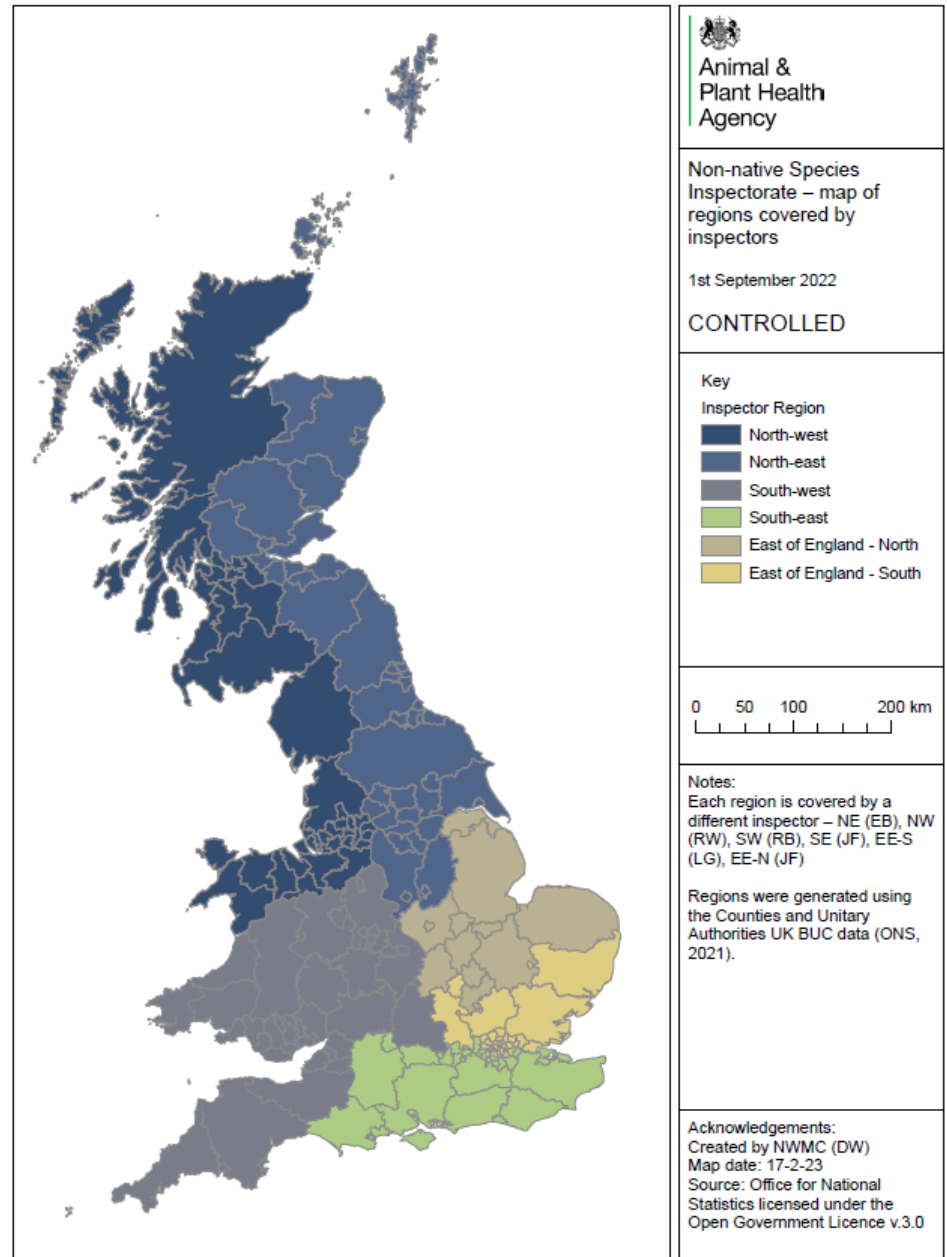 Animal &
Plant Health
Agency
Non-native Species
Inspectorate – map of
regions covered by
inspectors
1st September 2022
CONTROLLED
Key
Inspector Region
North-west
North-east
South-west
South-east
East of England - North
East of England - South
0 50 100 200 km
Notes:
Each region is covered by a
different inspector – NE (EB), NW
(RW), SW (RB), SE (JF), EE-S
(LG), EE-N (JF)
Regions were generated using
the Counties and Unitary
Authorities UK BUC data (ONS,
2021).
Acknowledgements:
Created by NWMC (DW)
Map date: 17-2-23
Source: Office for National
Statistics licensed under the
Open Government Licence v.3.0